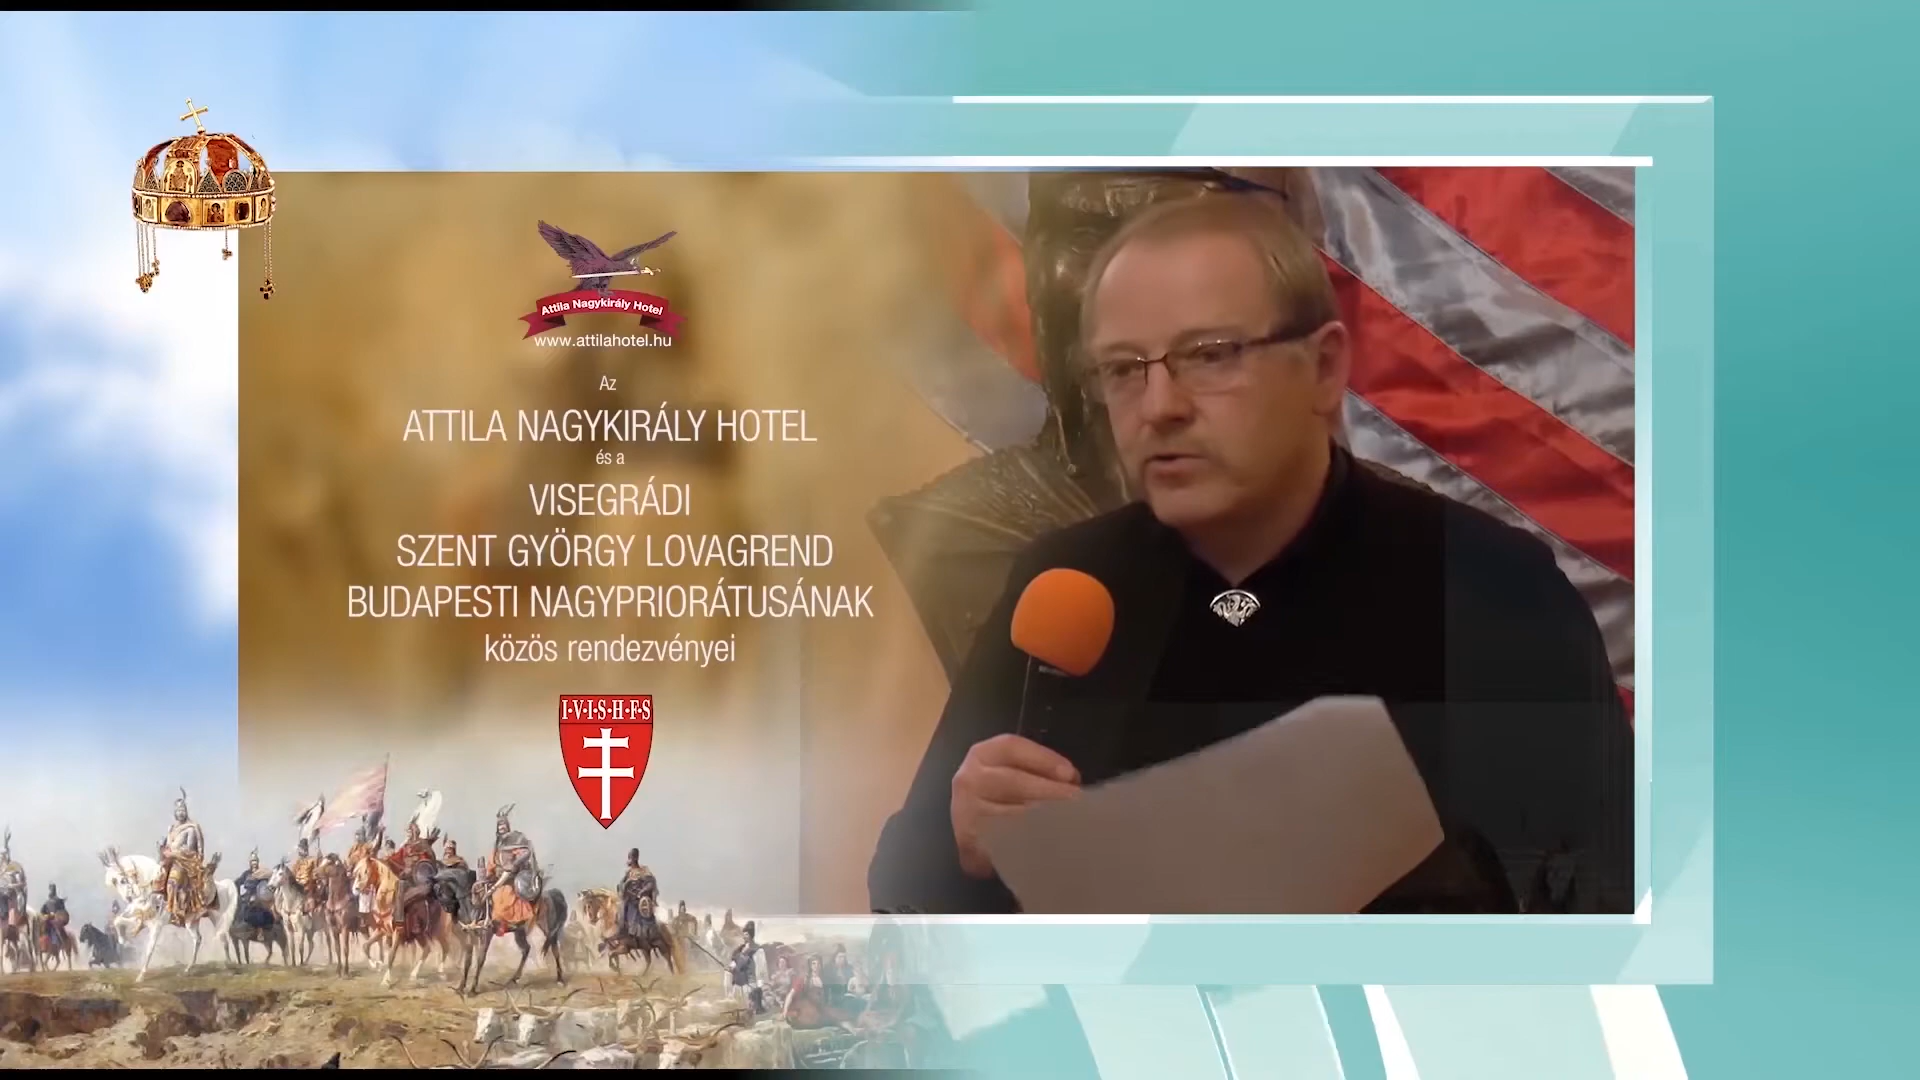 Attila Nagykirály Hotel
www.attilahotel.hu
Az
ATTILA NAGYKIRÁLY HOTEL
és a
VISEGRÁDI
SZENT GYÖRGY LOVAGREND
BUDAPESTI NAGYPRIORÁTUSÁNAK
közös rendezvényei
I·V·I·S·H·F·S